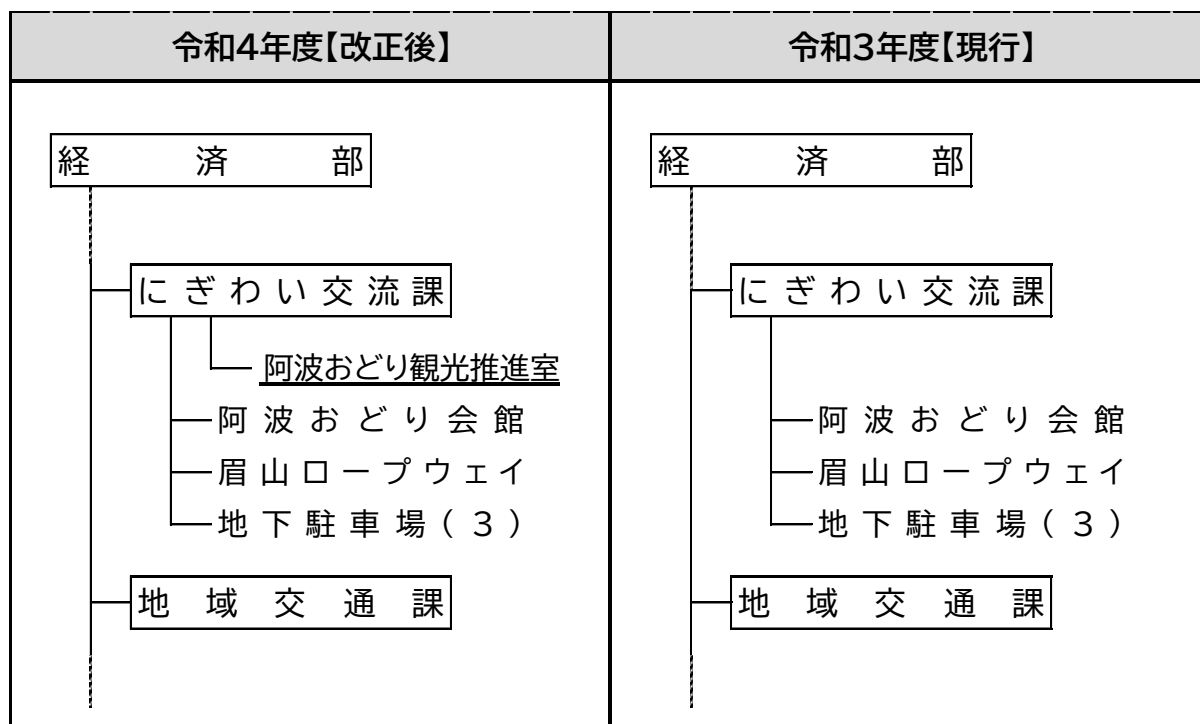 令和4年度【改正後】
令和3年度【現行】
経済部
にぎわい交流課
阿波おどり観光推進室
阿波おどり会館
眉山ロープウェイ
地下駐車場(3)
地域交通課
経済部
にぎわい交流課
阿波おどり会館
眉山ロープウェイ
地下駐車場(3)
地域交通課